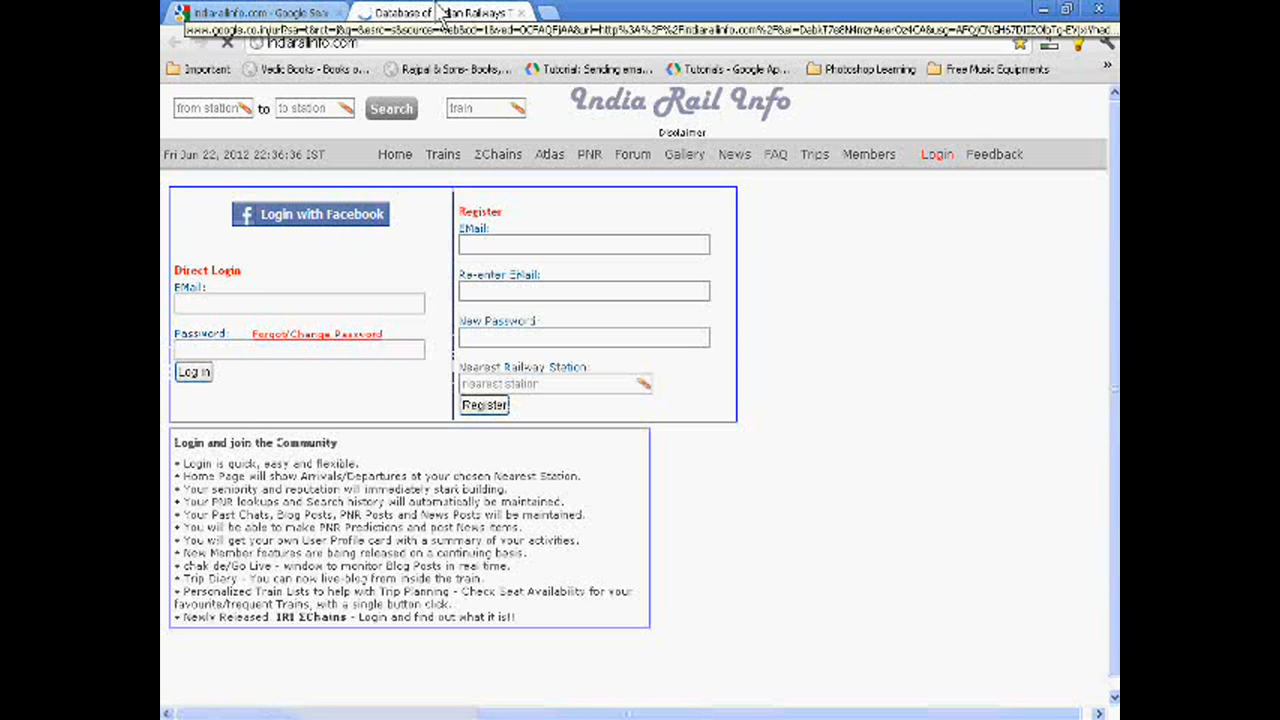 indiarailinfo.com - Google Sea
Database of Indian Railways T
indiarailinfo.com
Important
Vedic Books - Books o...
Rajpal & Sons- Books,...
Tutorial: Sending ema...
Tutorials - Google Ap...
Photoshop Learning
Free Music Equipments
from station to to station Search train
India Rail Info
Disclaimer
Fri Jun 22, 2012 22:36:36 IST
Home Trains ΣChains Atlas PNR Forum Gallery News FAQ Trips Members Login Feedback
Login with Facebook
Direct Login
EMail:
Password: Forgot/Change Password
Log in
Register
EMail:
Re-enter EMail:
New Password:
Nearest Railway Station:
nearest station
Register
Login and join the Community
• Login is quick, easy and flexible.
• Home Page will show Arrivals/Departures at your chosen Nearest Station.
• Your seniority and reputation will immediately start building.
• Your PNR lookups and Search history will automatically be maintained.
• Your Past Chats, Blog Posts, PNR Posts and News Posts will be maintained.
• You will be able to make PNR Predictions and post News items.
• You will get your own User Profile card with a summary of your activities.
• New Member features are being released on a continuing basis.
• chak de/Go Live - window to monitor Blog Posts in real time.
• Trip Diary - You can now live-blog from inside the train.
• Personalized Train Lists to help with Trip Planning - Check Seat Availability for your
favourite/frequent Trains, with a single button click.
• Newly Released: IRI ΣChains - Login and find out what it is!!